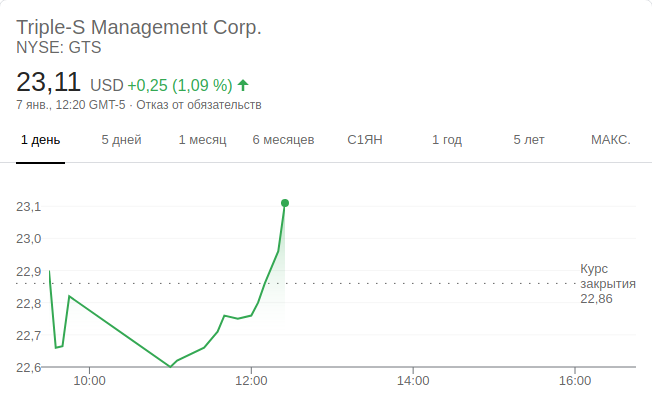 Triple-S Management Corp.
NYSE: GTS
23,11 USD +0,25 (1,09 %)
7 янв., 12:20 GMT-5 · Отказ от обязательств
1 день 5 дней 1 месяц 6 месяцев С1ЯН 1 год 5 лет МАКС.
23,1
23,0
22,9
22,8
22,7
22,6
Курс
закрытия
22,86
10:00 12:00 14:00 16:00